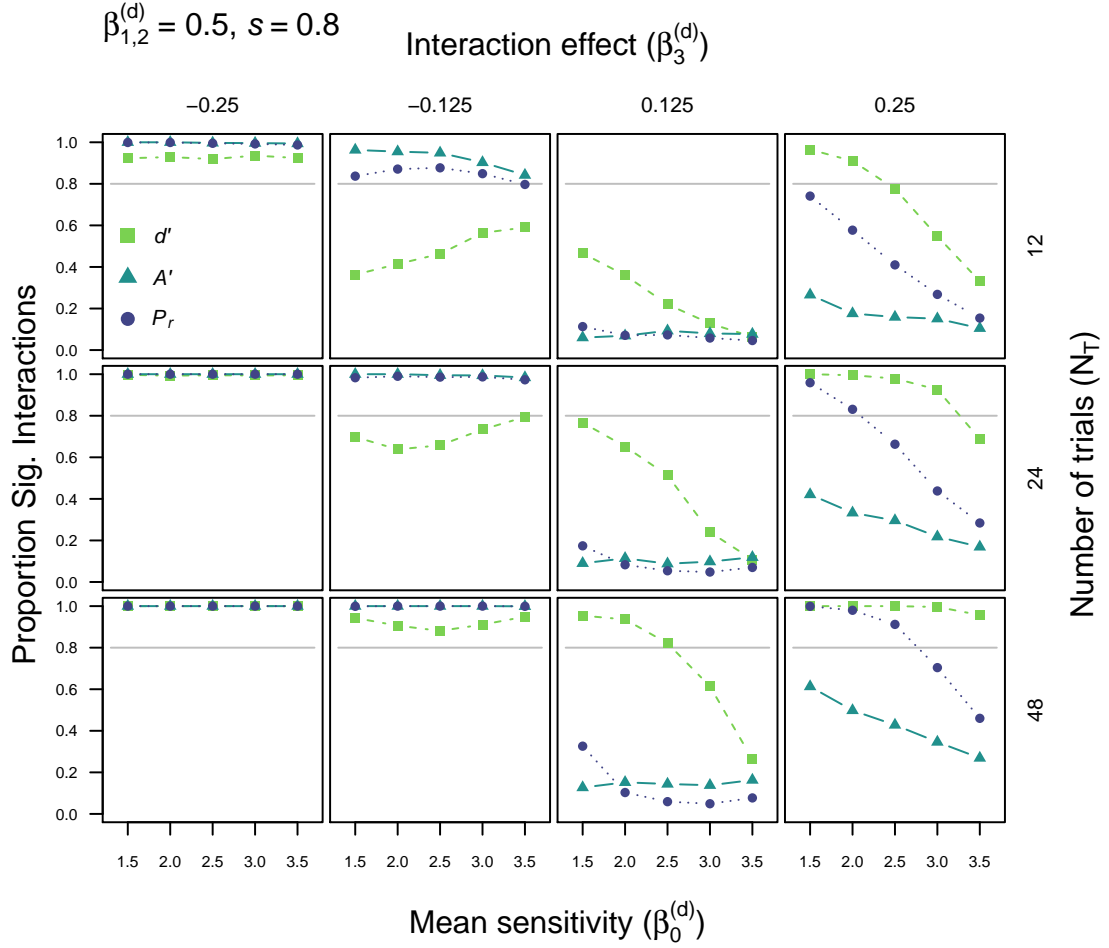 β₁,₂⁽ᵈ⁾ = 0.5, s = 0.8
Interaction effect (β₃⁽ᵈ⁾)
−0.25 −0.125 0.125 0.25
1.0
0.8
0.6
0.4
0.2
0.0
d′
A′
Pᵣ
12
1.0
0.8
0.6
0.4
0.2
0.0
24
1.0
0.8
0.6
0.4
0.2
0.0
48
Proportion Sig. Interactions
Number of trials (N_T)
1.5 2.0 2.5 3.0 3.5 1.5 2.0 2.5 3.0 3.5 1.5 2.0 2.5 3.0 3.5 1.5 2.0 2.5 3.0 3.5
Mean sensitivity (β₀⁽ᵈ⁾)